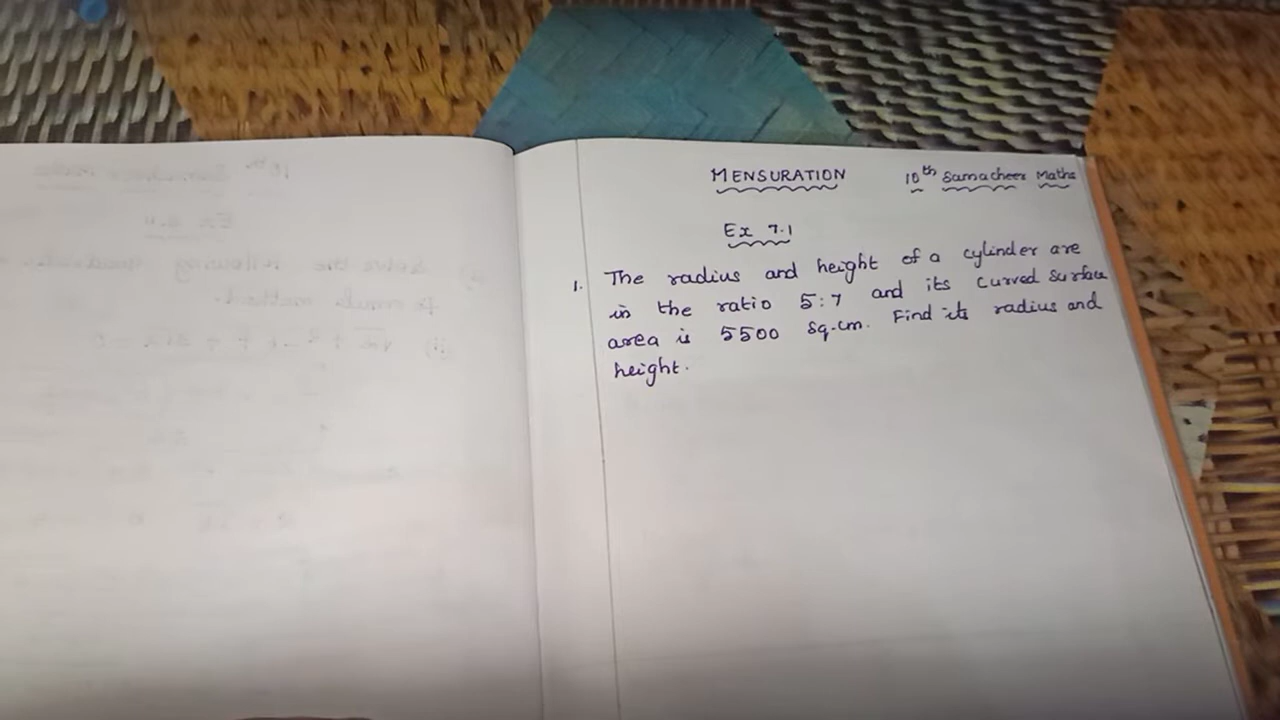 MENSURATION 10th Samacheer Maths
Ex 7.1
1. The radius and height of a cylinder are
in the ratio 5:7 and its curved surface
area is 5500 sq.cm. Find its radius and
height.